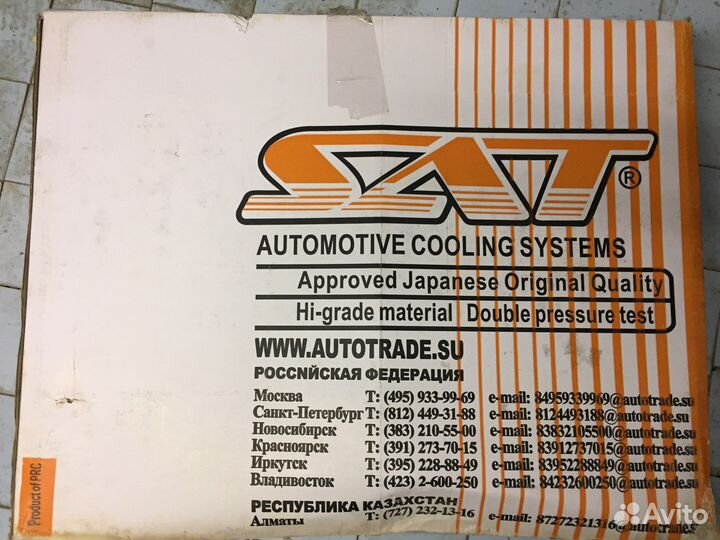 SAT®
AUTOMOTIVE COOLING SYSTEMS
Approved Japanese Original Quality
Hi-grade material Double pressure test
WWW.AUTOTRADE.SU
РОССИЙСКАЯ ФЕДЕРАЦИЯ
Москва Т: (495) 933-99-69 e-mail: 84959339969@autotrade.su
Санкт-Петербург Т: (812) 449-31-88 e-mail: 8124493188@autotrade.su
Новосибирск Т: (383) 210-55-00 e-mail: 83832105500@autotrade.su
Красноярск Т: (391) 273-70-15 e-mail: 83912737015@autotrade.su
Иркутск Т: (395) 228-88-49 e-mail: 83952288849@autotrade.su
Владивосток Т: (423) 2-600-250 e-mail: 84232600250@autotrade.su
РЕСПУБЛИКА КАЗАХСТАН
Алматы Т: (727) 232-13-16 e-mail: 87272321316@autotrade.su
Product of PRC
Avito